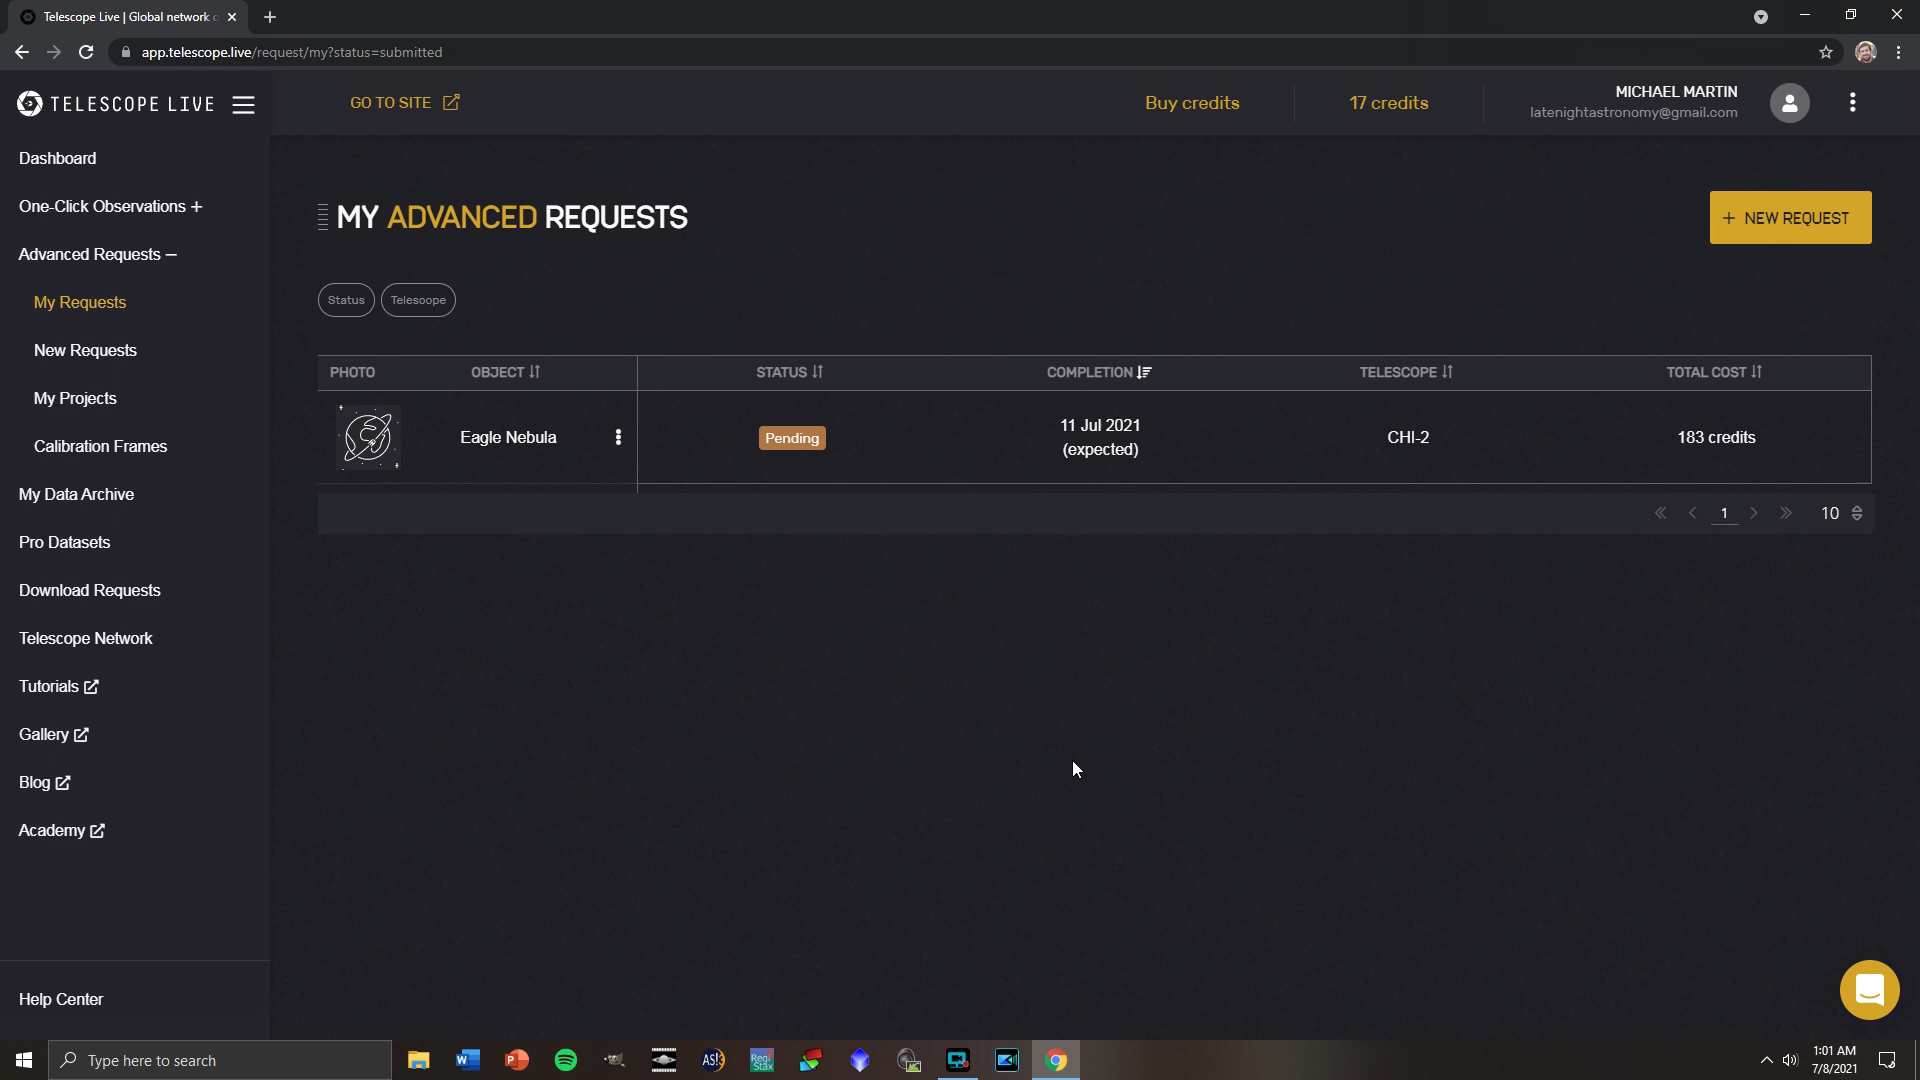 Telescope Live | Global network o
app.telescope.live/request/my?status=submitted
TELESCOPE LIVE
GO TO SITE
Buy credits
17 credits
MICHAEL MARTIN
latenightastronomy@gmail.com
Dashboard
One-Click Observations +
Advanced Requests –
My Requests
New Requests
My Projects
Calibration Frames
My Data Archive
Pro Datasets
Download Requests
Telescope Network
Tutorials
Gallery
Blog
Academy
Help Center
MY ADVANCED REQUESTS
+ NEW REQUEST
Status
Telescope
PHOTO OBJECT STATUS COMPLETION TELESCOPE TOTAL COST
Eagle Nebula Pending 11 Jul 2021 CHI-2 183 credits
(expected)
« < 1 > » 10
Type here to search
AS!3
Regi
Stax
1:01 AM
7/8/2021